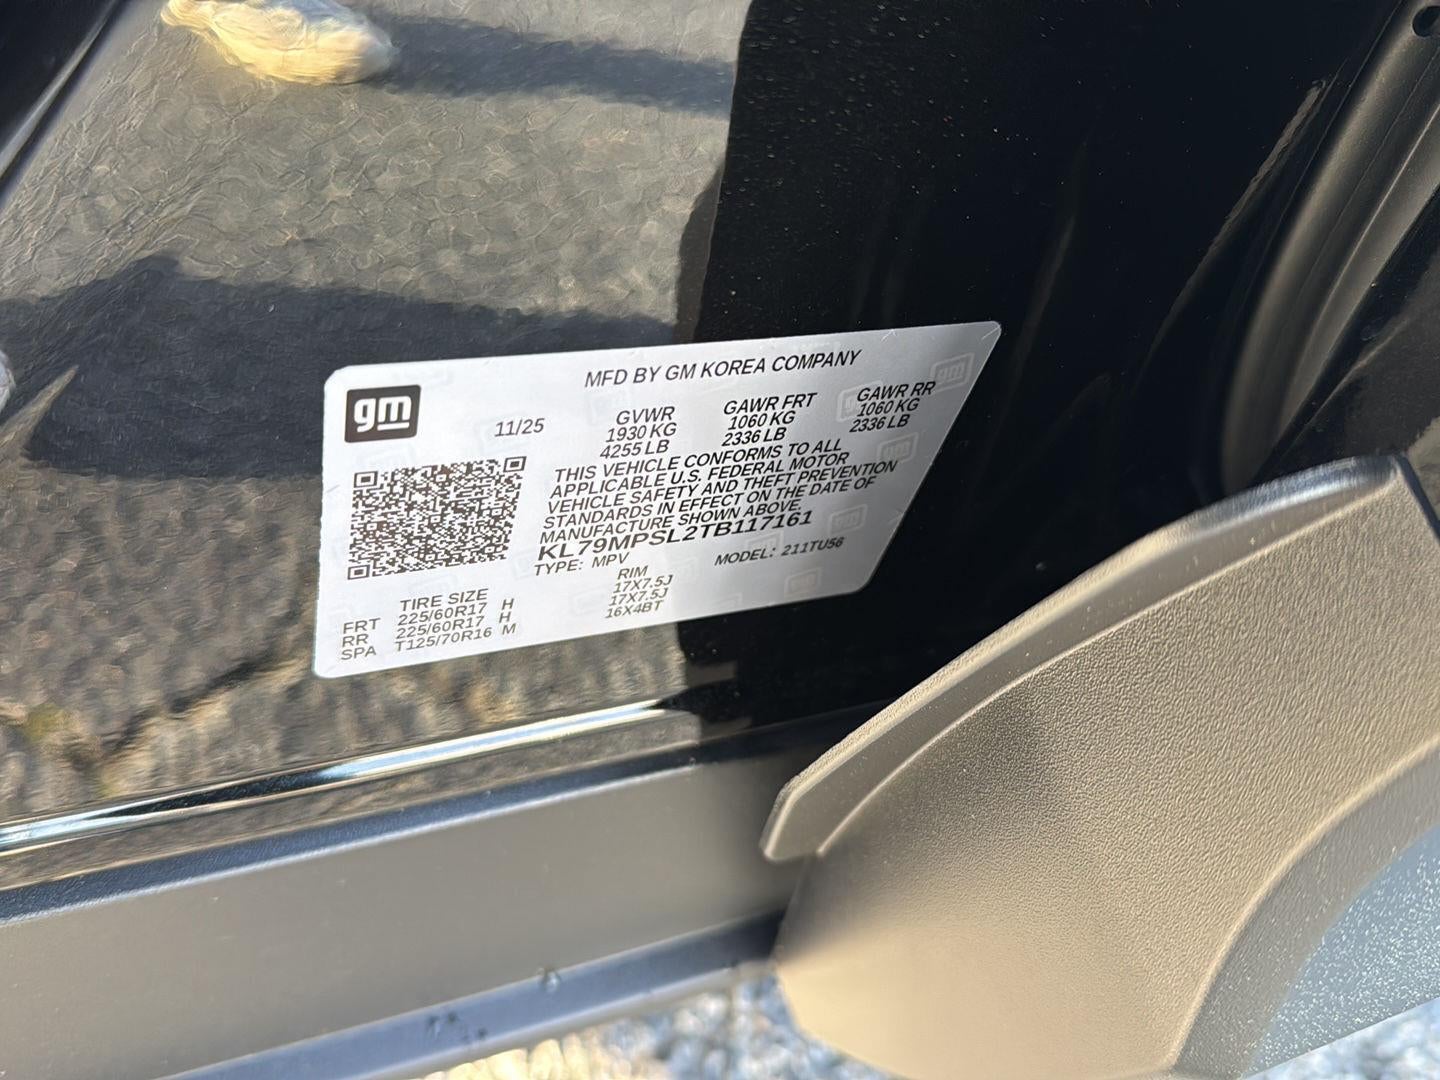 MFD BY GM KOREA COMPANY
gm
11/25
GVWR GAWR FRT GAWR RR
1930 KG 1060 KG 1060 KG
4255 LB 2336 LB 2336 LB
THIS VEHICLE CONFORMS TO ALL
APPLICABLE U.S. FEDERAL MOTOR
VEHICLE SAFETY AND THEFT PREVENTION
STANDARDS IN EFFECT ON THE DATE OF
MANUFACTURE SHOWN ABOVE.
KL79MPSL2TB117161
TYPE: MPV MODEL: 211TU56
TIRE SIZE RIM
FRT 225/60R17 H 17X7.5J
RR 225/60R17 H 17X7.5J
SPA T125/70R16 M 16X4BT